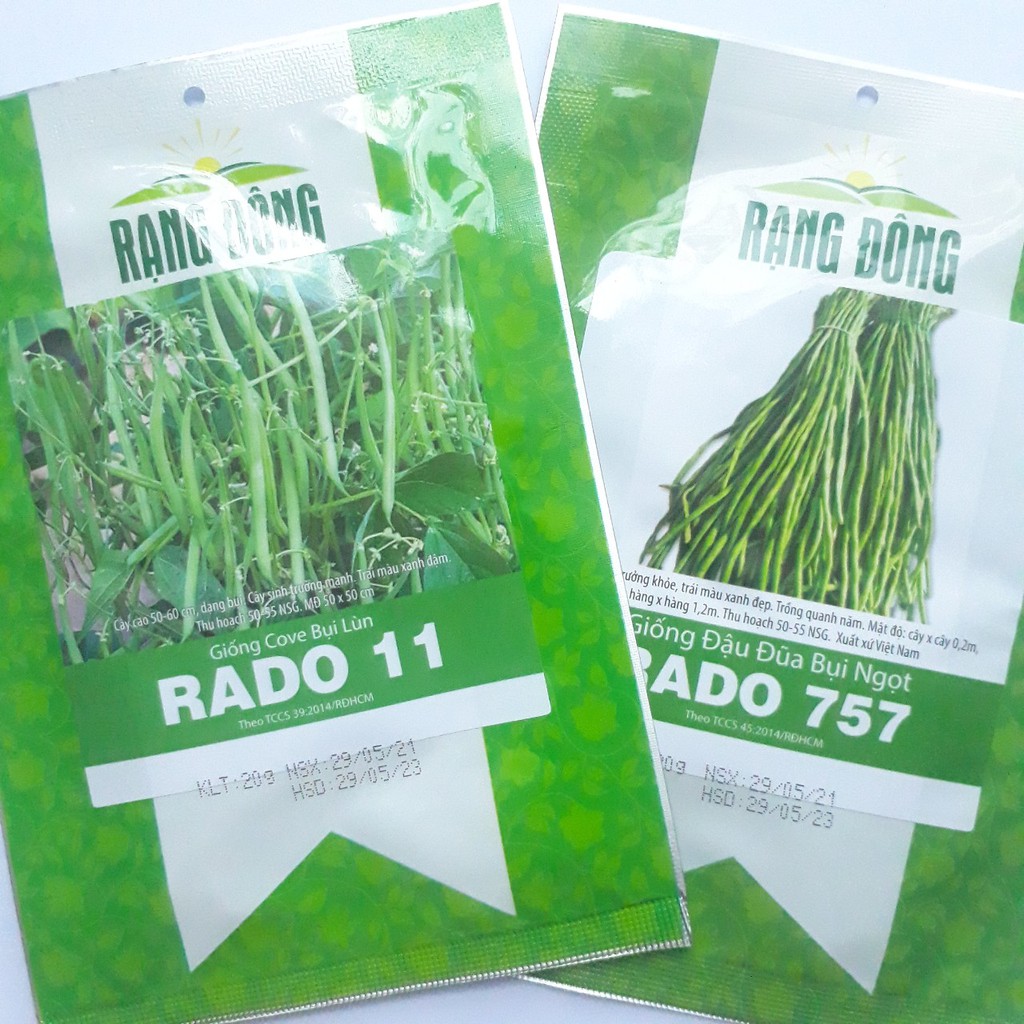 RẠNG ĐÔNG
Cây cao 50-60 cm, dạng bụi. Cây sinh trưởng mạnh. Trái màu xanh đậm.
Thu hoạch 50-55 NSG. MĐ 50 x 50 cm
Giống Cove Bụi Lùn
RADO 11
Theo TCCS 39:2014/RĐHCM
KLT:20g NSX:29/05/21
HSD:29/05/23
RẠNG ĐÔNG
trưởng khỏe, trái màu xanh đẹp. Trồng quanh năm. Mật độ: cây x cây 0,2m,
hàng x hàng 1,2m. Thu hoạch 50-55 NSG. Xuất xứ Việt Nam
Giống Đậu Đũa Bụi Ngọt
RADO 757
Theo TCCS 45:2014/RĐHCM
20g NSX:29/05/21
HSD:29/05/23